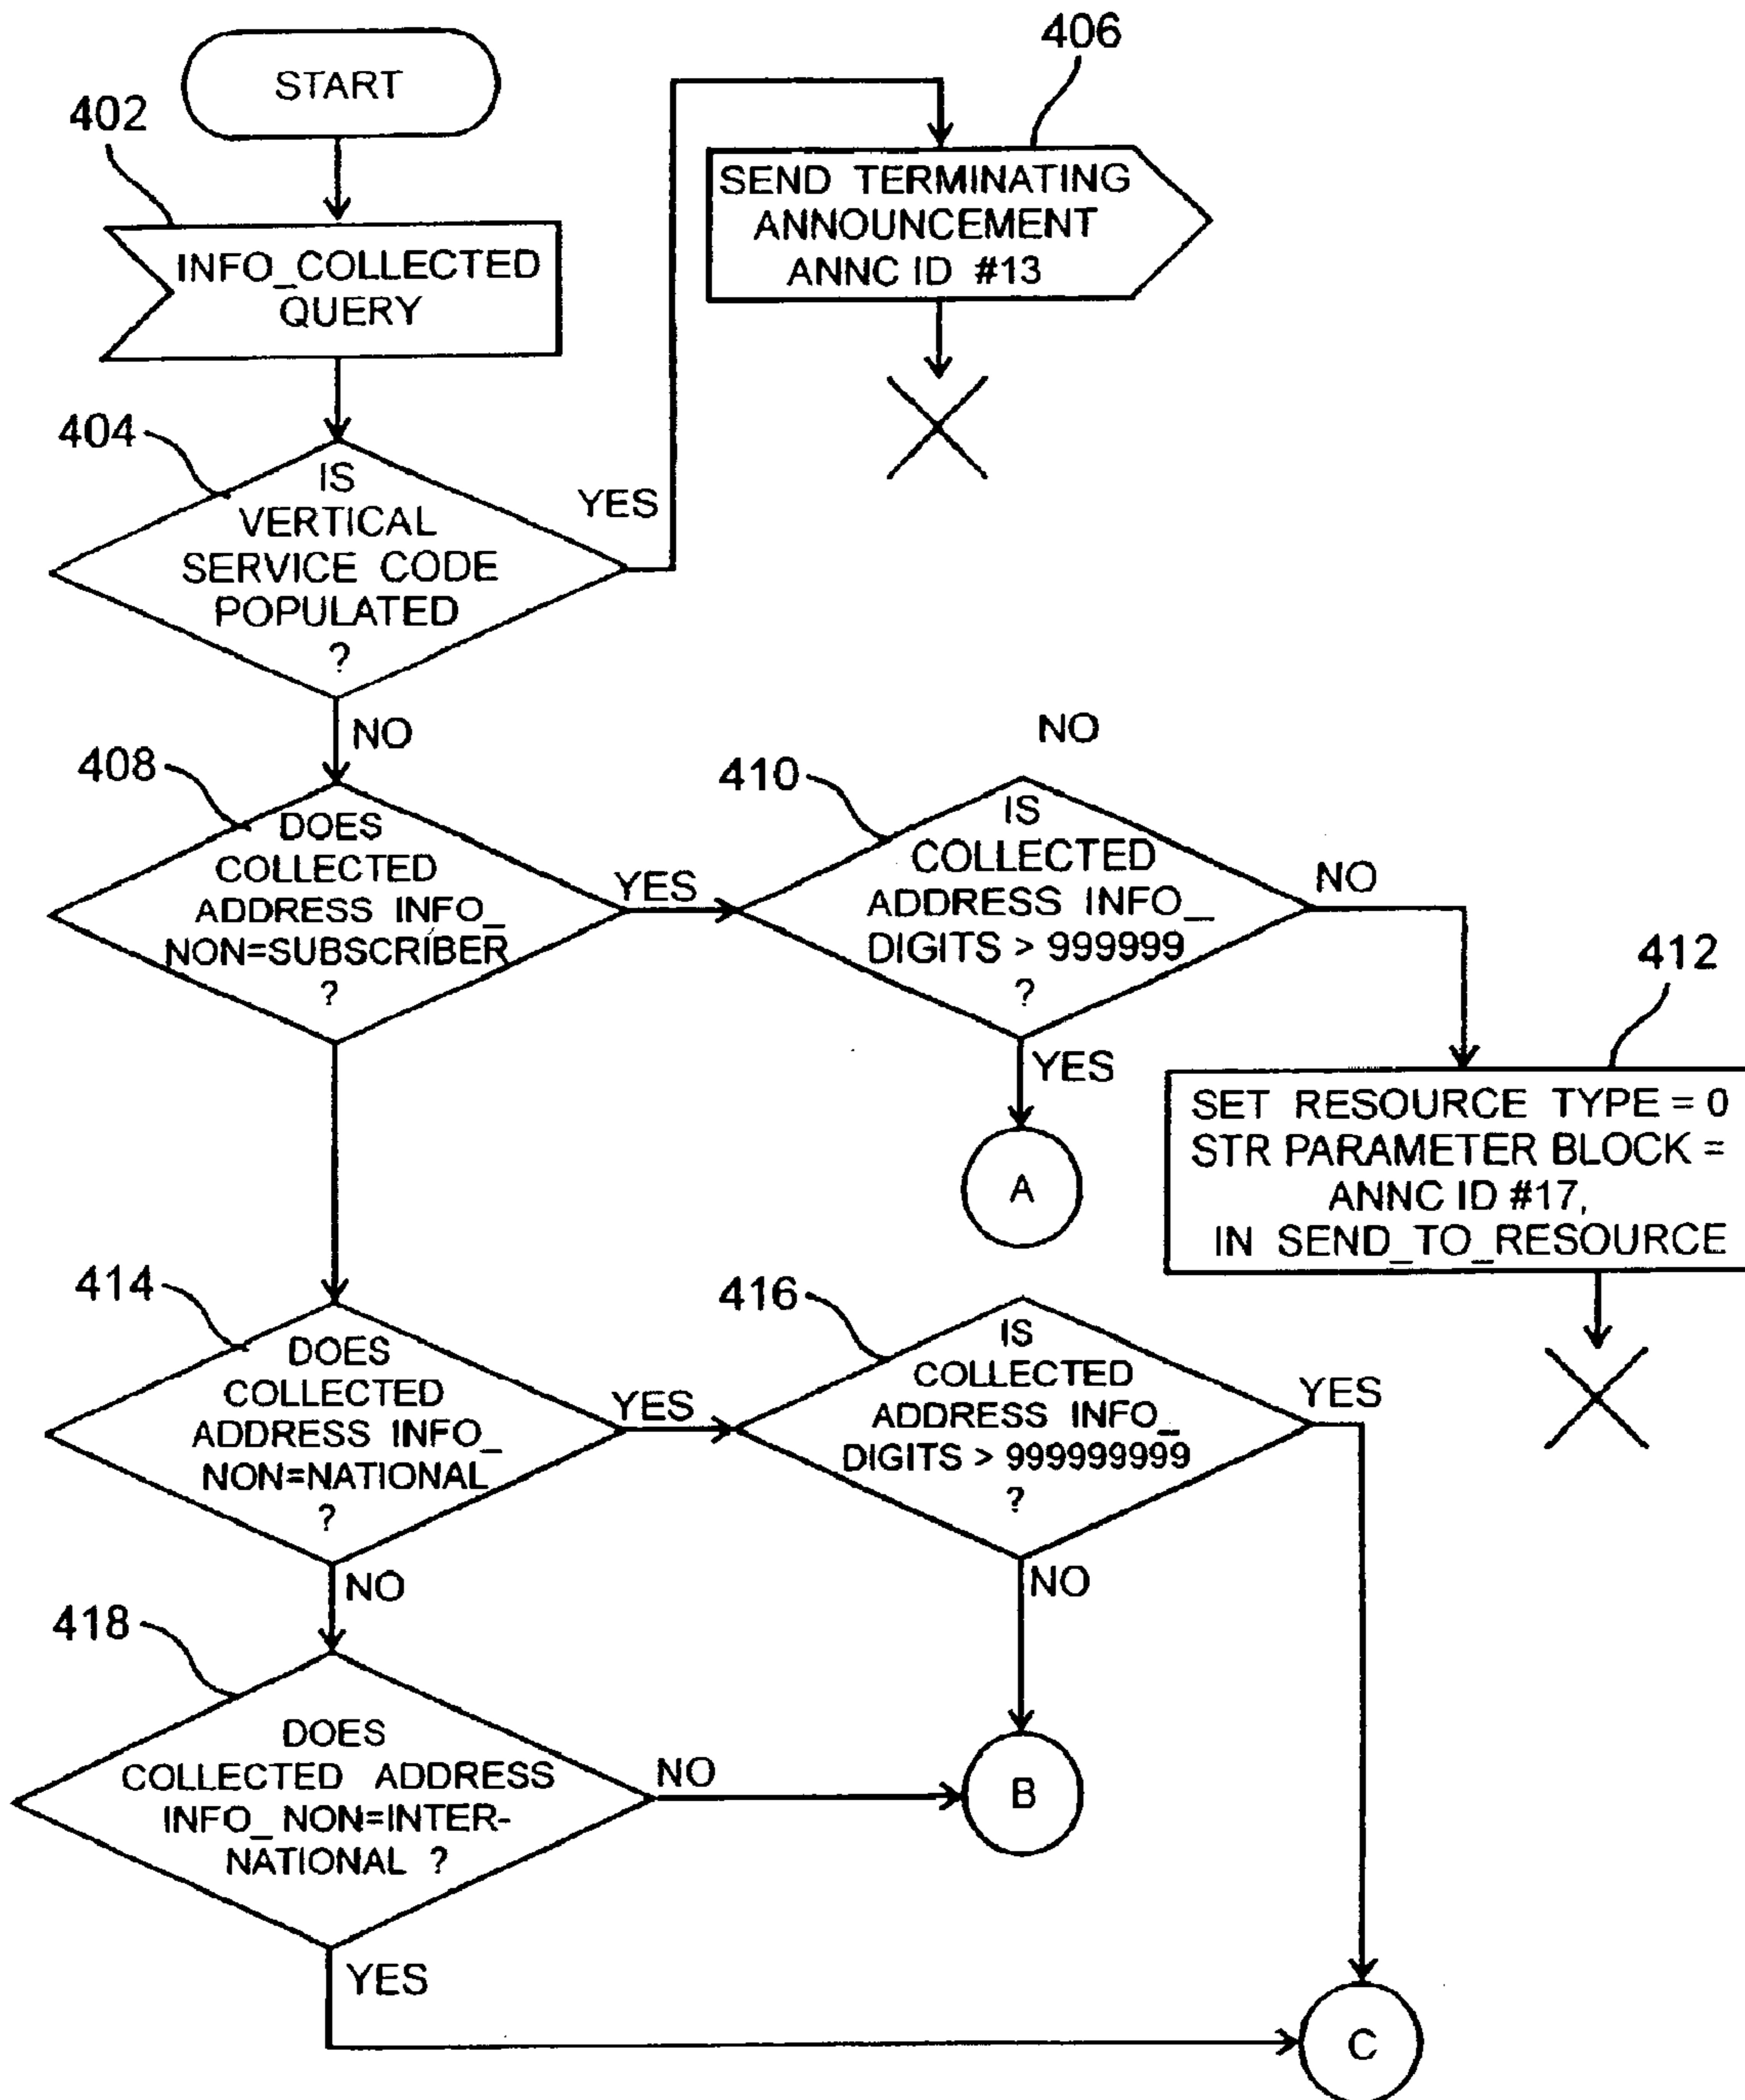 START
402
INFO_COLLECTED
QUERY
406
SEND TERMINATING
ANNOUNCEMENT
ANNC ID #13
404
IS
VERTICAL
SERVICE CODE
POPULATED
?
YES
NO
408
DOES
COLLECTED
ADDRESS INFO_
NON=SUBSCRIBER
?
YES
NO
410
IS
COLLECTED
ADDRESS INFO_
DIGITS > 999999
?
NO
YES
A
412
SET RESOURCE TYPE = 0
STR PARAMETER BLOCK =
ANNC ID #17,
IN SEND_TO_RESOURCE
414
DOES
COLLECTED
ADDRESS INFO_
NON=NATIONAL
?
YES
NO
416
IS
COLLECTED
ADDRESS INFO_
DIGITS > 999999999
?
YES
NO
418
DOES
COLLECTED ADDRESS
INFO_NON=INTER-
NATIONAL ?
NO
B
YES
C